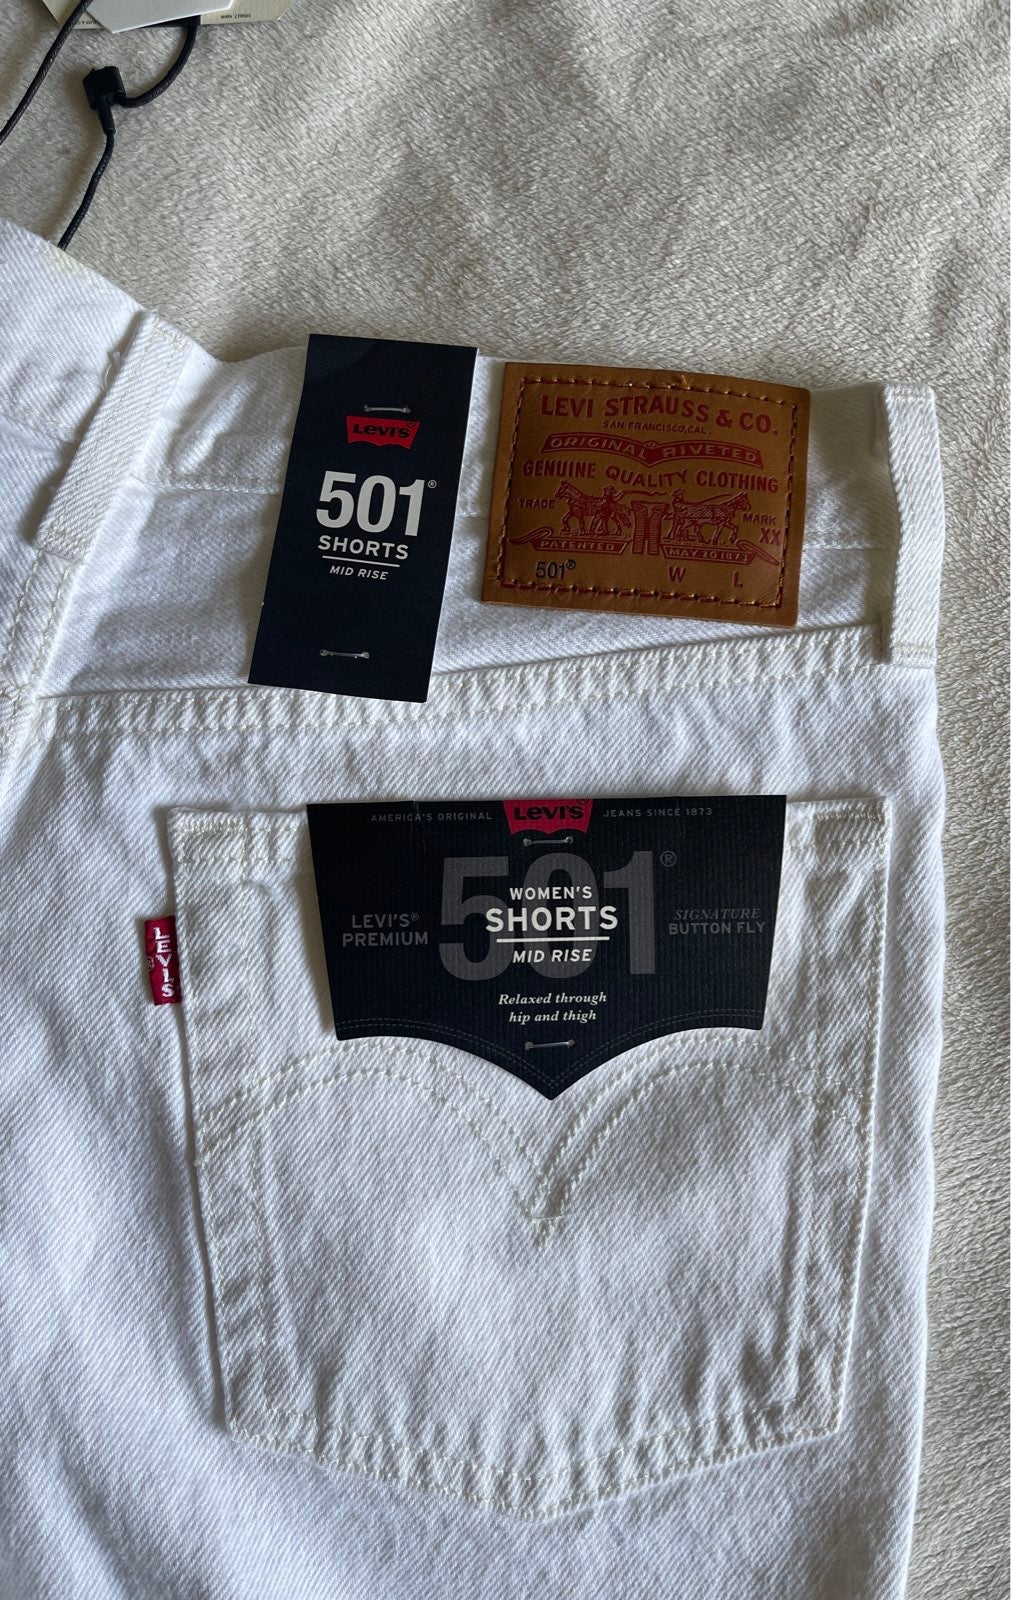 Levi's®
501®
SHORTS
MID RISE
LEVI STRAUSS & CO.
SAN FRANCISCO, CAL.
ORIGINAL RIVETED
GENUINE QUALITY CLOTHING
TRADE MARK
XX
PATENTED MAY 20 1873
501® W L
AMERICA'S ORIGINAL Levi's® JEANS SINCE 1873
501®
WOMEN'S
SHORTS
MID RISE
LEVI'S®
PREMIUM
SIGNATURE
BUTTON FLY
Relaxed through
hip and thigh
LEVI'S®